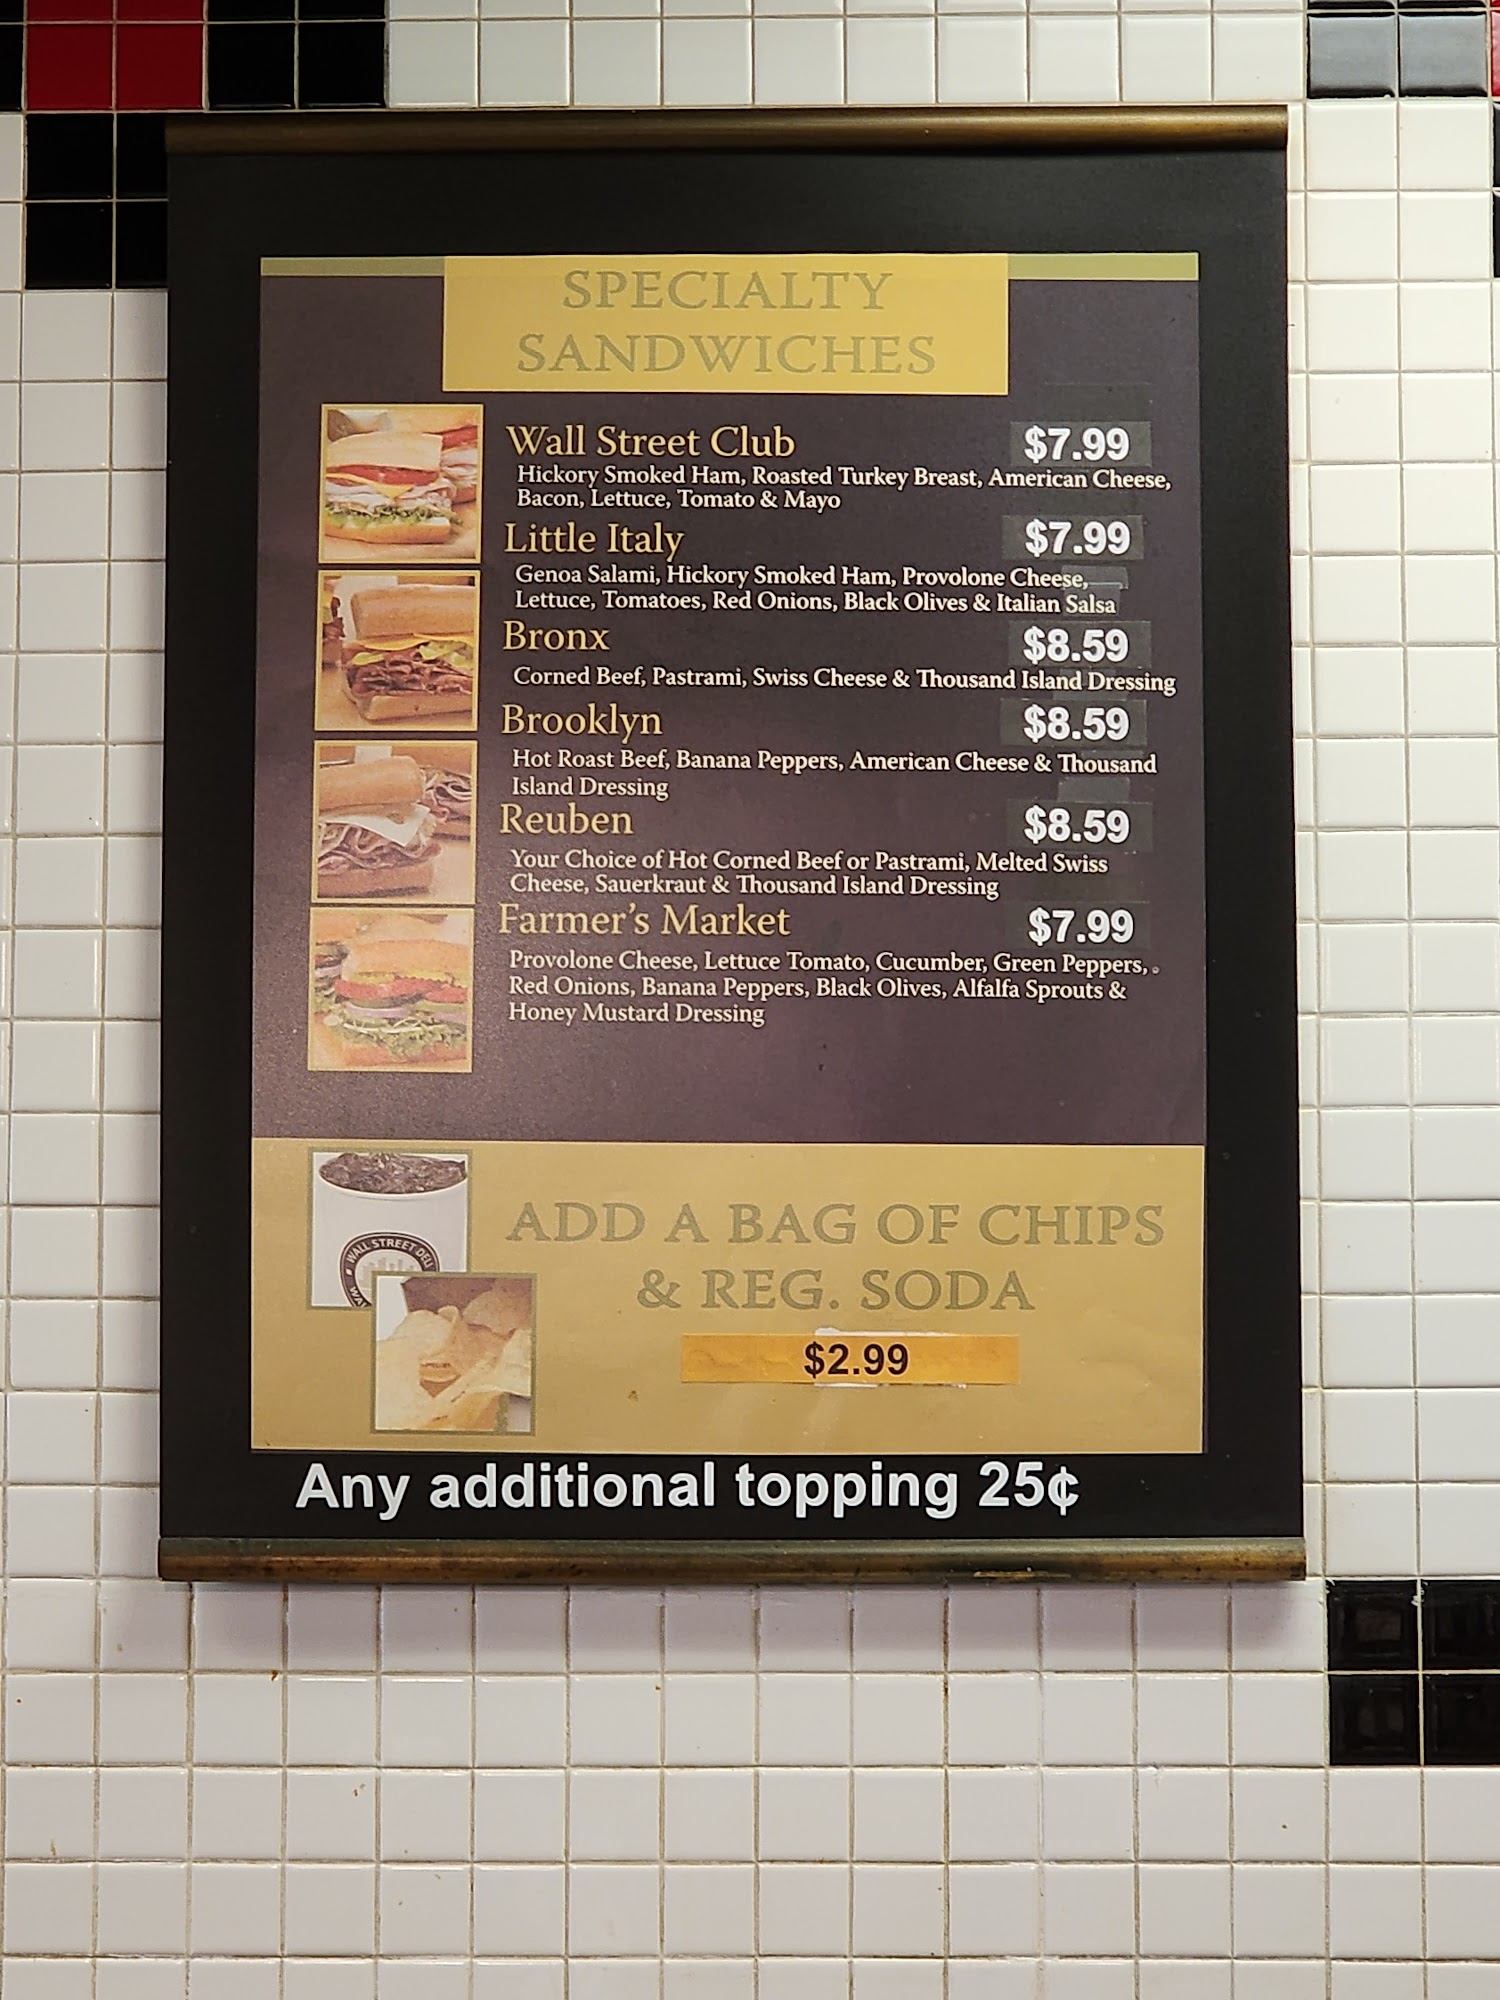 SPECIALTY
SANDWICHES
Wall Street Club $7.99
Hickory Smoked Ham, Roasted Turkey Breast, American Cheese,
Bacon, Lettuce, Tomato & Mayo
Little Italy $7.99
Genoa Salami, Hickory Smoked Ham, Provolone Cheese,
Lettuce, Tomatoes, Red Onions, Black Olives & Italian Salsa
Bronx $8.59
Corned Beef, Pastrami, Swiss Cheese & Thousand Island Dressing
Brooklyn $8.59
Hot Roast Beef, Banana Peppers, American Cheese & Thousand
Island Dressing
Reuben $8.59
Your Choice of Hot Corned Beef or Pastrami, Melted Swiss
Cheese, Sauerkraut & Thousand Island Dressing
Farmer's Market $7.99
Provolone Cheese, Lettuce Tomato, Cucumber, Green Peppers,
Red Onions, Banana Peppers, Black Olives, Alfalfa Sprouts &
Honey Mustard Dressing
WALL STREET DELI
ADD A BAG OF CHIPS
& REG. SODA
$2.99
Any additional topping 25¢